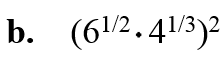 b. (6^{1/2} · 4^{1/3})^2